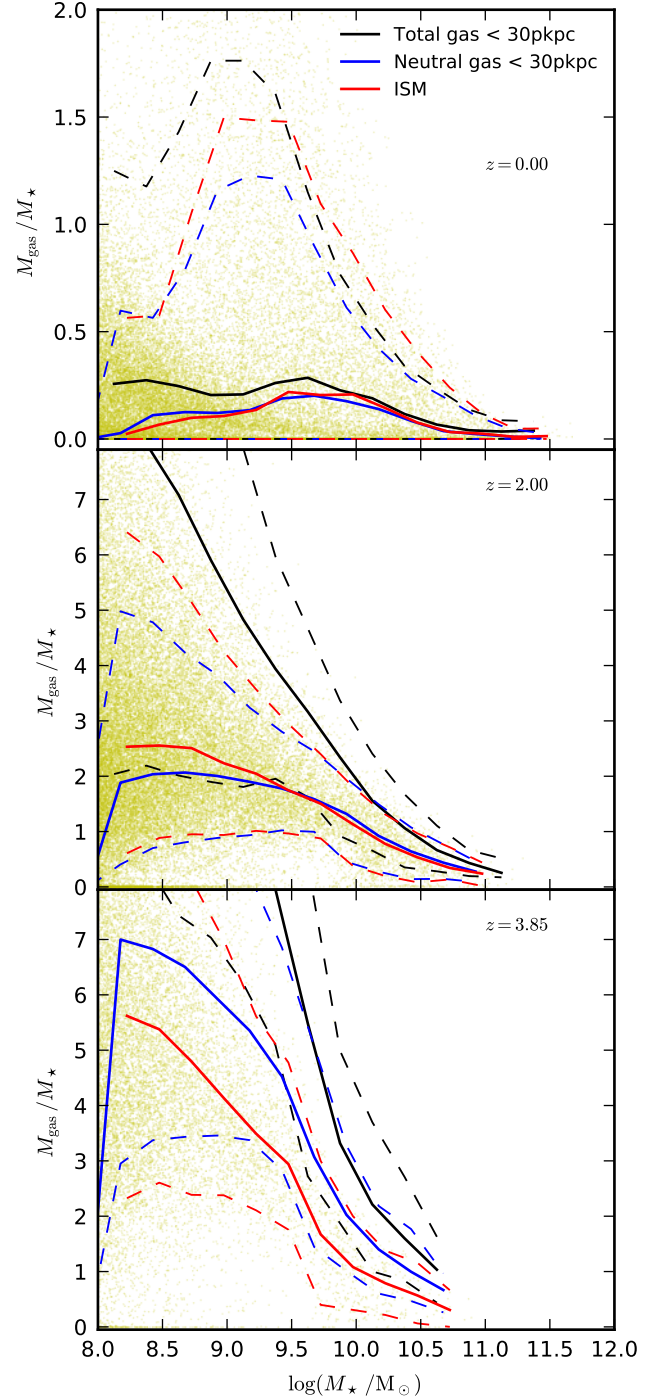 Total gas < 30pkpc
Neutral gas < 30pkpc
ISM
z = 0.00
2.0
1.5
1.0
0.5
0.0
M_gas / M_⋆
z = 2.00
7
6
5
4
3
2
1
0
M_gas / M_⋆
z = 3.85
7
6
5
4
3
2
1
0
M_gas / M_⋆
8.0 8.5 9.0 9.5 10.0 10.5 11.0 11.5 12.0
log(M_⋆ / M_⊙)